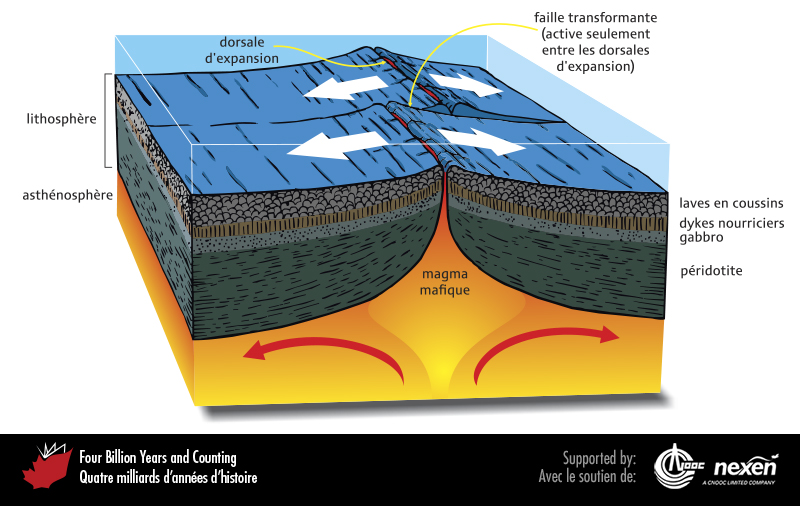 dorsale
d'expansion
faille transformante
(active seulement
entre les dorsales
d'expansion)
lithosphère
asthénosphère
laves en coussins
dykes nourriciers
gabbro
péridotite
magma
mafique
Four Billion Years and Counting
Quatre milliards d'années d'histoire
Supported by:
Avec le soutien de:
CNOOC
nexen
A CNOOC LIMITED COMPANY